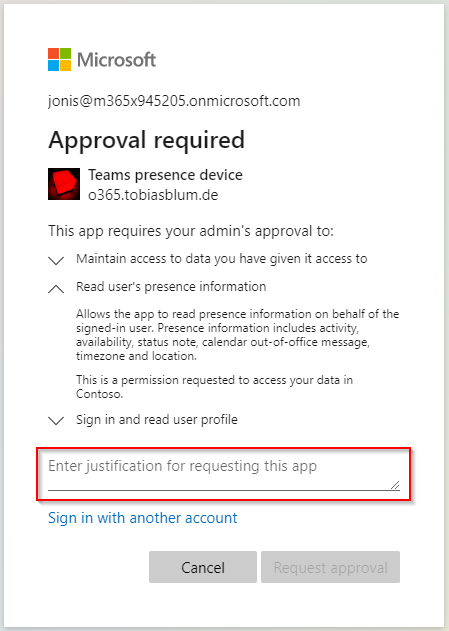 Microsoft
jonis@m365x945205.onmicrosoft.com
Approval required
Teams presence device
o365.tobiasblum.de
This app requires your admin's approval to:
Maintain access to data you have given it access to
Read user's presence information
Allows the app to read presence information on behalf of the
signed-in user. Presence information includes activity,
availability, status note, calendar out-of-office message,
timezone and location.
This is a permission requested to access your data in
Contoso.
Sign in and read user profile
Enter justification for requesting this app
Sign in with another account
Cancel
Request approval